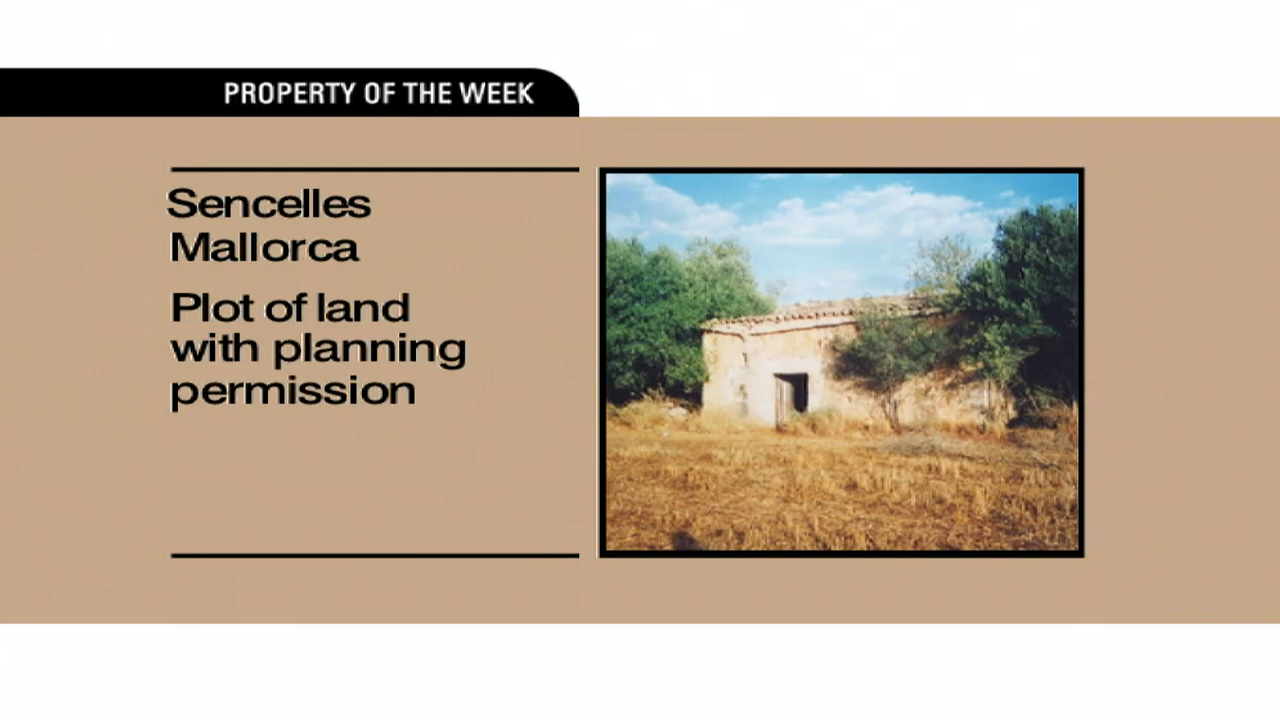 PROPERTY OF THE WEEK
Sencelles
Mallorca
Plot of land
with planning
permission